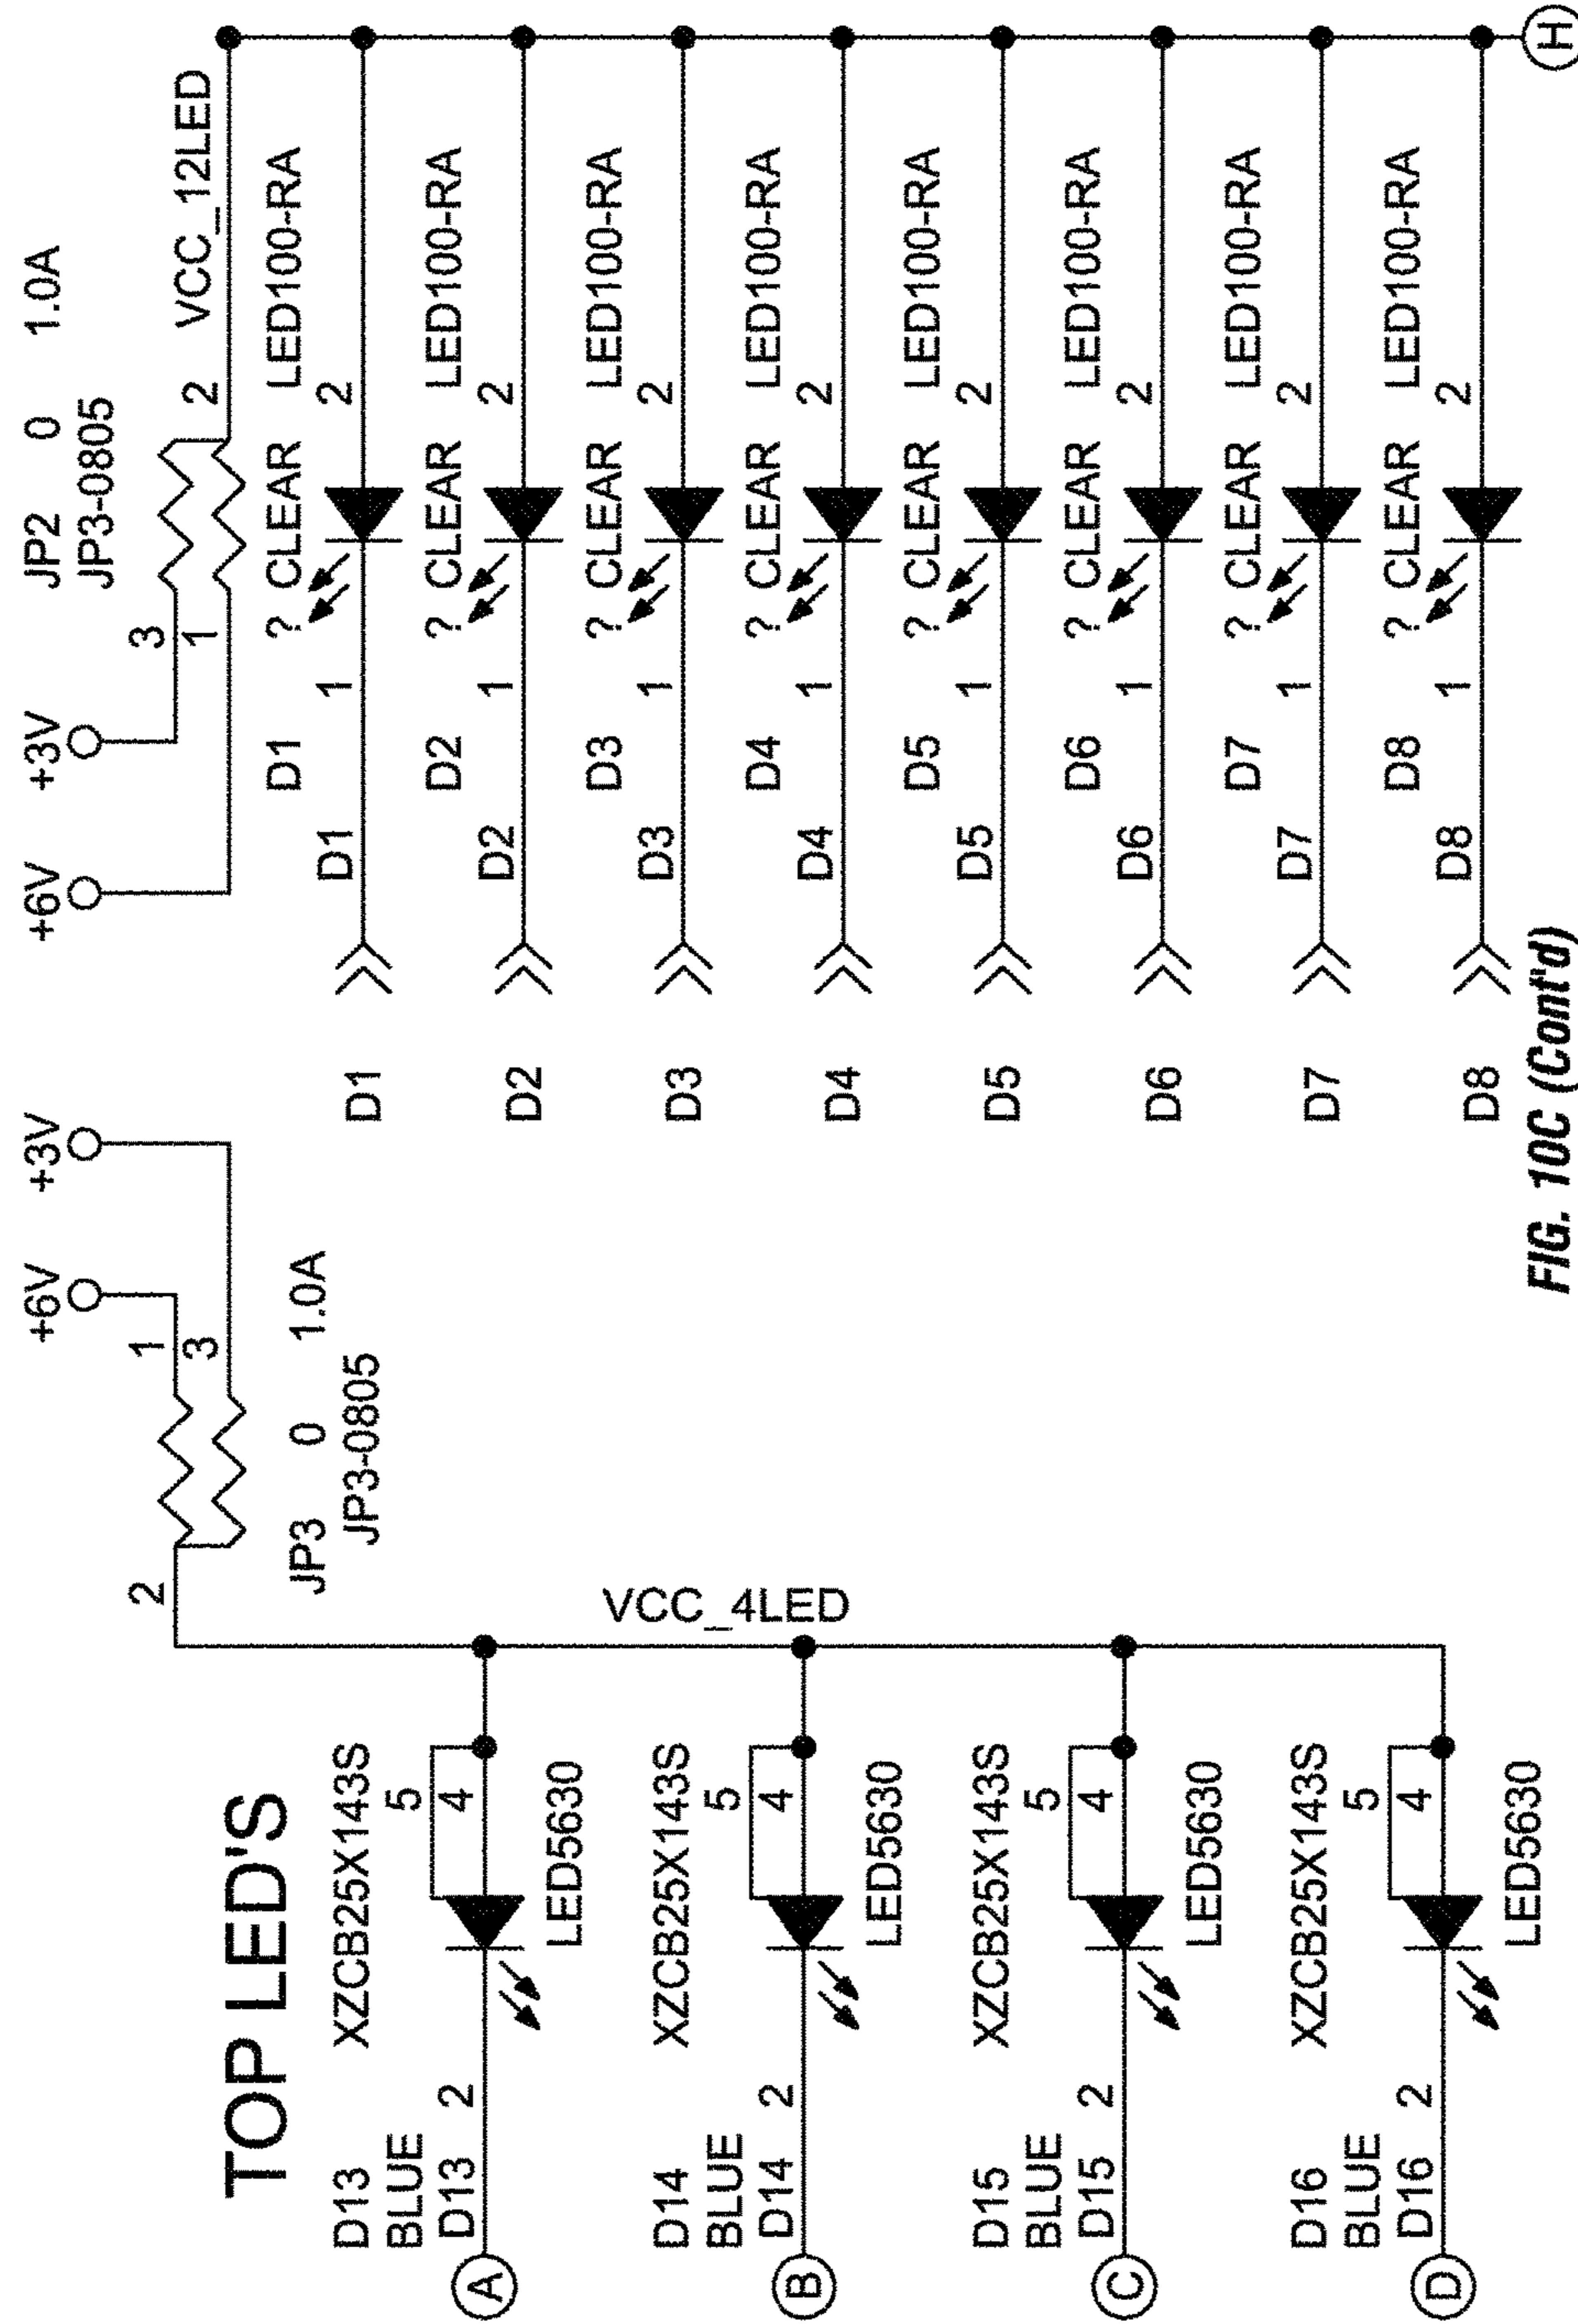 TOP LED'S
D13 XZCB25X143S
BLUE 5
D13 2 4
A
LED5630
D14 XZCB25X143S
BLUE 5
D14 2 4
B
LED5630
D15 XZCB25X143S
BLUE 5
D15 2 4
C
LED5630
D16 XZCB25X143S
BLUE 5
D16 2 4
D
LED5630
VCC_4LED
+6V +3V
2 1
3
JP3 0 1.0A
JP3-0805
+6V +3V JP2 0 1.0A
JP3-0805
3
1 2 VCC_12LED
D1 ? CLEAR LED100-RA
D1 D1 1 2
D2 ? CLEAR LED100-RA
D2 D2 1 2
D3 ? CLEAR LED100-RA
D3 D3 1 2
D4 ? CLEAR LED100-RA
D4 D4 1 2
D5 ? CLEAR LED100-RA
D5 D5 1 2
D6 ? CLEAR LED100-RA
D6 D6 1 2
D7 ? CLEAR LED100-RA
D7 D7 1 2
D8 ? CLEAR LED100-RA
D8 D8 1 2
H
FIG. 10C (Cont'd)